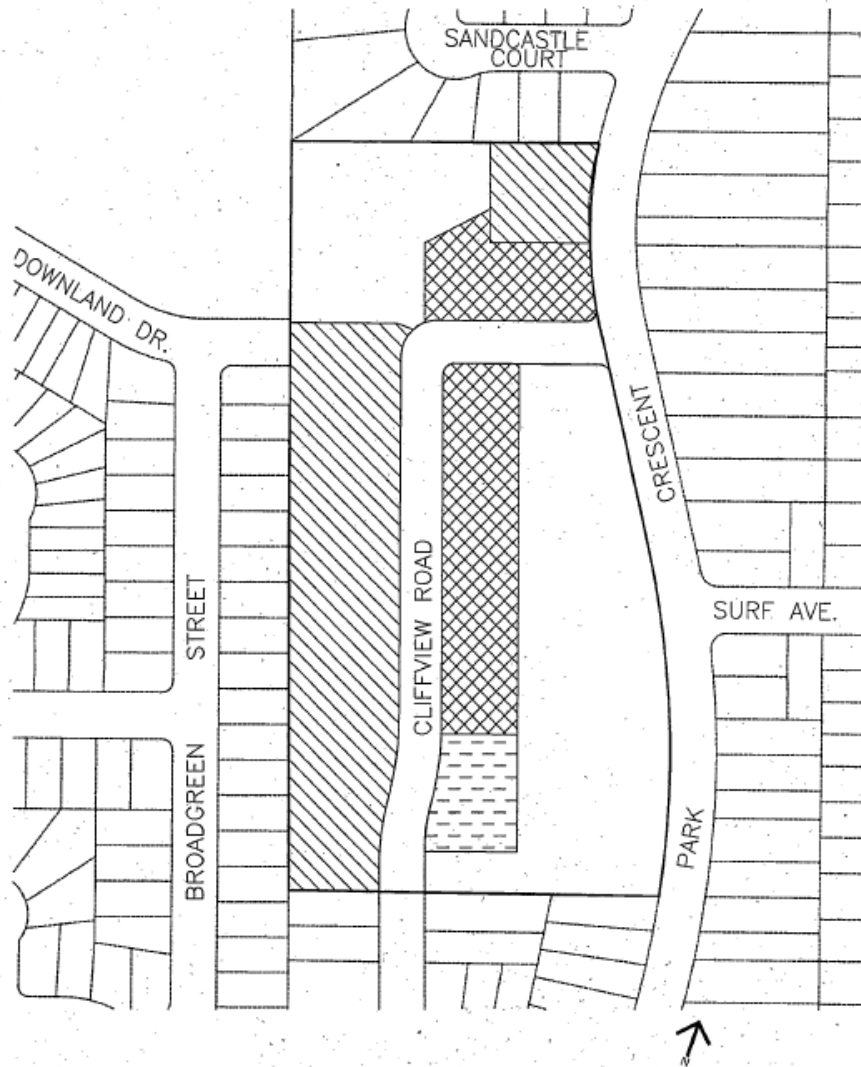 SANDCASTLE
COURT
DOWNLAND DR.
CRESCENT
CLIFFVIEW ROAD
STREET
SURF AVE.
BROADGREEN
PARK
N